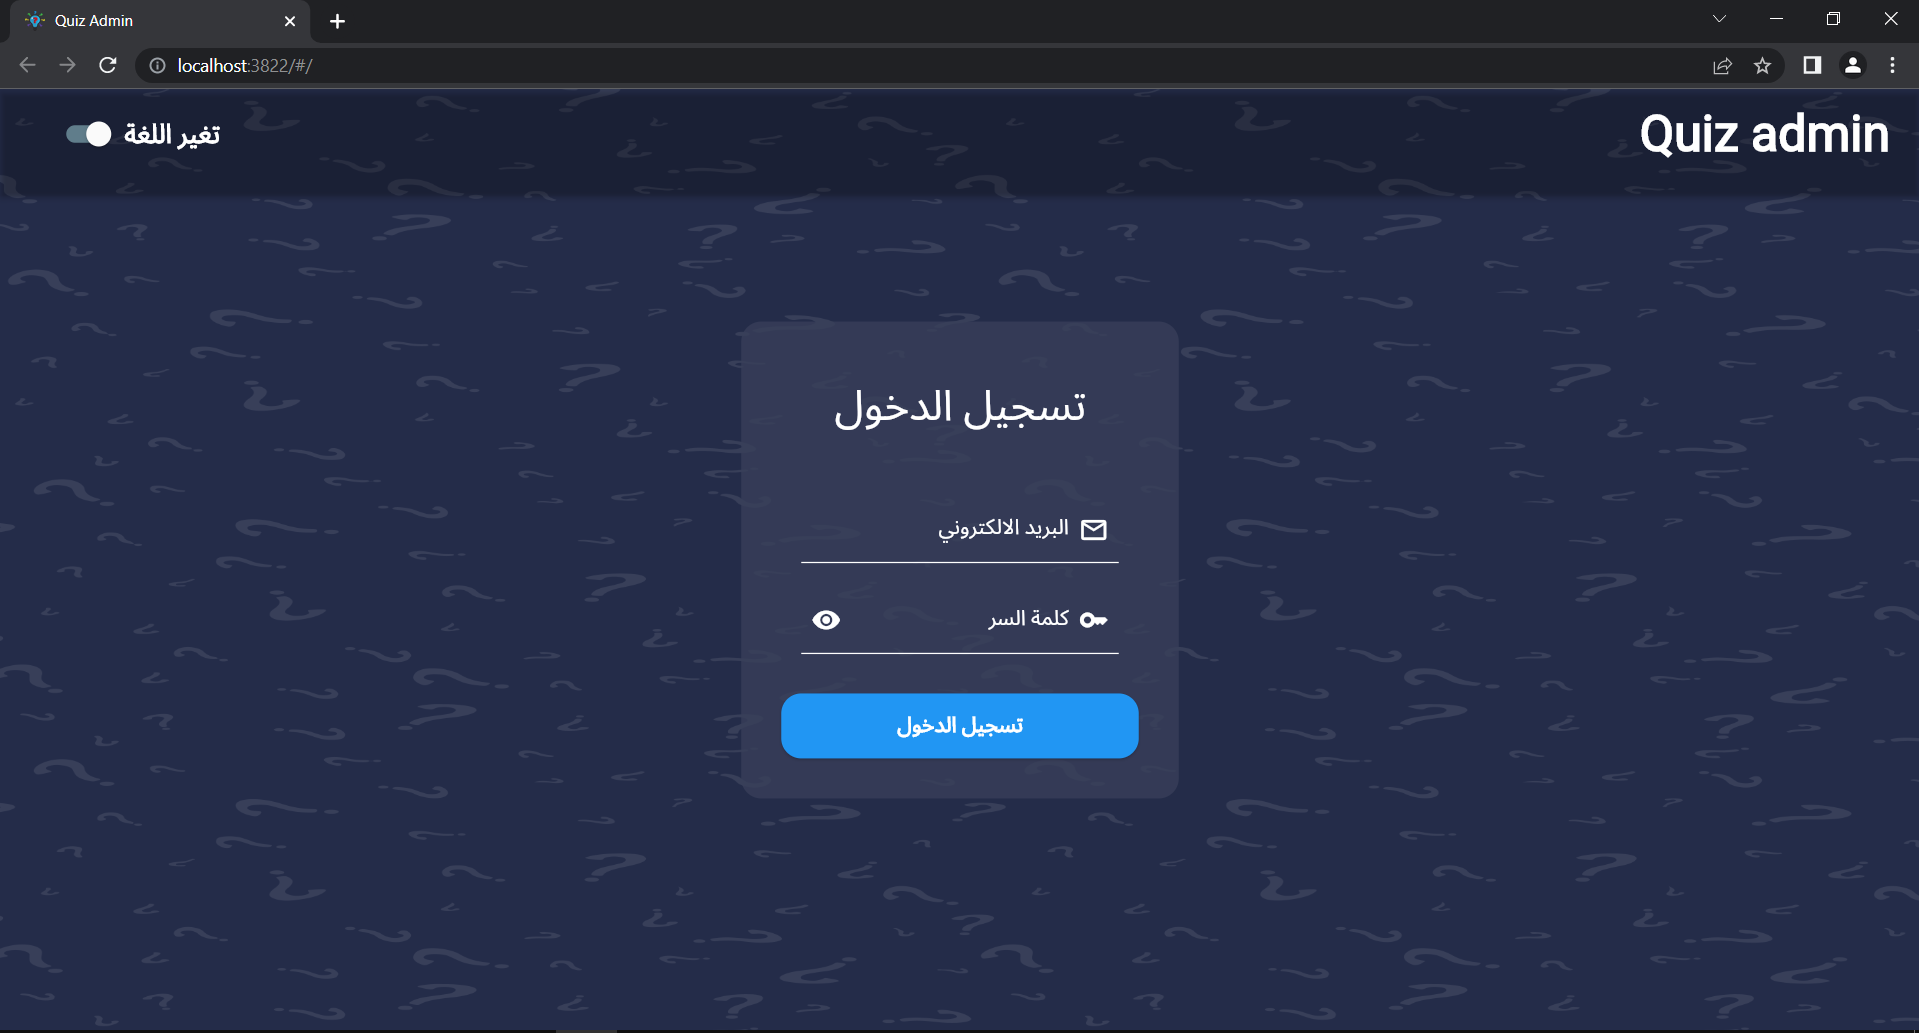 Quiz Admin
localhost:3822/#/
Quiz admin
تغير اللغة
تسجيل الدخول
البريد الالكتروني
كلمة السر
تسجيل الدخول